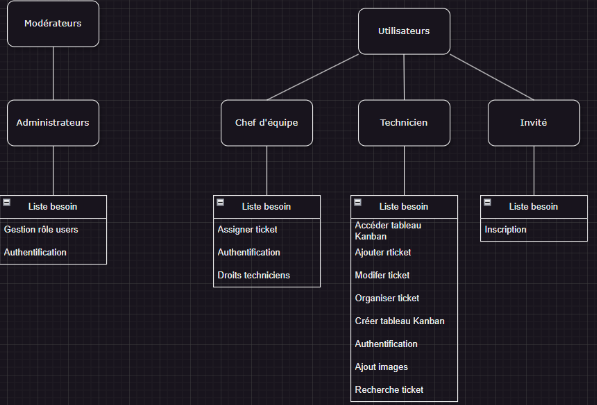 Modérateurs
Utilisateurs
Administrateurs
Chef d'équipe
Technicien
Invité
Liste besoin
Gestion rôle users
Authentification
Liste besoin
Assigner ticket
Authentification
Droits techniciens
Liste besoin
Accéder tableau
Kanban
Ajouter rticket
Modifer ticket
Organiser ticket
Créer tableau Kanban
Authentification
Ajout images
Recherche ticket
Liste besoin
Inscription